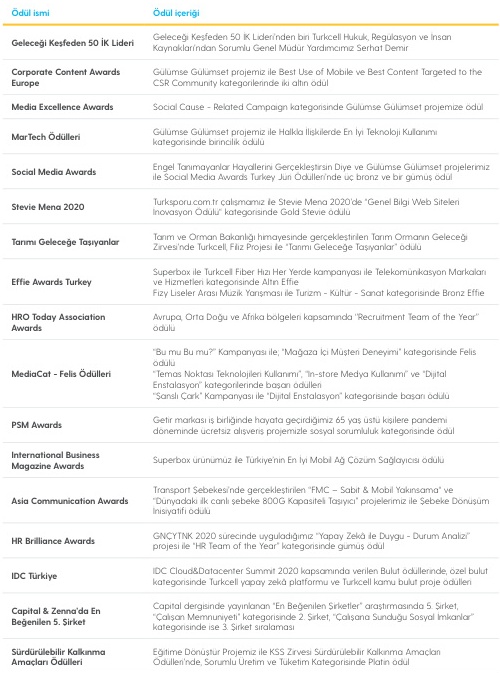 Ödül ismi
Ödül içeriği
Geleceği Keşfeden 50 İK Lideri
Geleceği Keşfeden 50 İK Lideri'nden biri Turkcell Hukuk, Regülasyon ve İnsan
Kaynakları'ndan Sorumlu Genel Müdür Yardımcımız Serhat Demir
Corporate Content Awards
Europe
Gülümse Gülümset projemiz ile Best Use of Mobile ve Best Content Targeted to the
CSR Community kategorilerinde iki altın ödül
Media Excellence Awards
Social Cause – Related Campaign kategorisinde Gülümse Gülümset projemize ödül
MarTech Ödülleri
Gülümse Gülümset projemiz ile Halkla İlişkilerde En İyi Teknoloji Kullanımı
kategorisinde birincilik ödülü
Social Media Awards
Engel Tanımayanlar Hayallerini Gerçekleştirsin Diye ve Gülümse Gülümset projelerimiz
ile Social Media Awards Turkey Jüri Ödülleri'nde üç bronz ve bir gümüş ödül
Stevie Mena 2020
Turksporu.com.tr çalışmamız ile Stevie Mena 2020'de "Genel Bilgi Web Siteleri
İnovasyon Ödülü" kategorisinde Gold Stevie ödülü
Tarımı Geleceğe Taşıyanlar
Tarım ve Orman Bakanlığı himayesinde gerçekleştirilen Tarım Ormanın Geleceği
Zirvesi'nde Turkcell, Filiz Projesi ile "Tarımı Geleceğe Taşıyanlar" ödülü
Effie Awards Turkey
Superbox ile Turkcell Fiber Hızı Her Yerde kampanyası ile Telekomünikasyon Markaları
ve Hizmetleri kategorisinde Altın Effie
Fizy Liseler Arası Müzik Yarışması ile Turizm - Kültür - Sanat kategorisinde Bronz Effie
HRO Today Association
Awards
Avrupa, Orta Doğu ve Afrika bölgeleri kapsamında "Recruitment Team of the Year"
ödülü
MediaCat - Felis Ödülleri
"Bu mu Bu mu?" Kampanyası ile; "Mağaza İçi Müşteri Deneyimi" kategorisinde Felis
ödülü
"Temas Noktası Teknolojileri Kullanımı", "In-store Medya Kullanımı" ve "Dijital
Enstalasyon" kategorilerinde başarı ödülleri
"Şanslı Çark" Kampanyası ile "Dijital Enstalasyon" kategorisinde başarı ödülü
PSM Awards
Getir markası iş birliğinde hayata geçirdiğimiz 65 yaş üstü kişilere pandemi
döneminde ücretsiz alışveriş projemizle sosyal sorumluluk kategorisinde ödül
International Business
Magazine Awards
Superbox ürünümüz ile Türkiye'nin En İyi Mobil Ağ Çözüm Sağlayıcısı ödülü
Asia Communication Awards
Transport Şebekesi'nde gerçekleştirilen "FMC – Sabit & Mobil Yakınsama" ve
"Dünyadaki ilk canlı şebeke 800G Kapasiteli Taşıyıcı" projelerimiz ile Şebeke Dönüşüm
İnisiyatifi ödülü
HR Brilliance Awards
GNÇYTNK 2020 sürecinde uyguladığımız "Yapay Zekâ ile Duygu - Durum Analizi"
projesi ile "HR Team of the Year" kategorisinde gümüş ödül
IDC Türkiye
IDC Cloud&Datacenter Summit 2020 kapsamında verilen Bulut ödüllerinde, özel bulut
kategorisinde Turkcell yapay zekâ platformu ve Turkcell kamu bulut proje ödülleri
Capital & Zenna'da En
Beğenilen 5. Şirket
Capital dergisinde yayınlanan "En Beğenilen Şirketler" araştırmasında 5. Şirket,
"Çalışan Memnuniyeti" kategorisinde 2. Şirket, "Çalışana Sunduğu Sosyal İmkanlar"
kategorisinde ise 3. Şirket sıralaması
Sürdürülebilir Kalkınma
Amaçları Ödülleri
Eğitime Dönüştür Projemiz ile KSS Zirvesi Sürdürülebilir Kalkınma Amaçları
Ödülleri'nde, Sorumlu Üretim ve Tüketim Kategorisinde Platin ödül